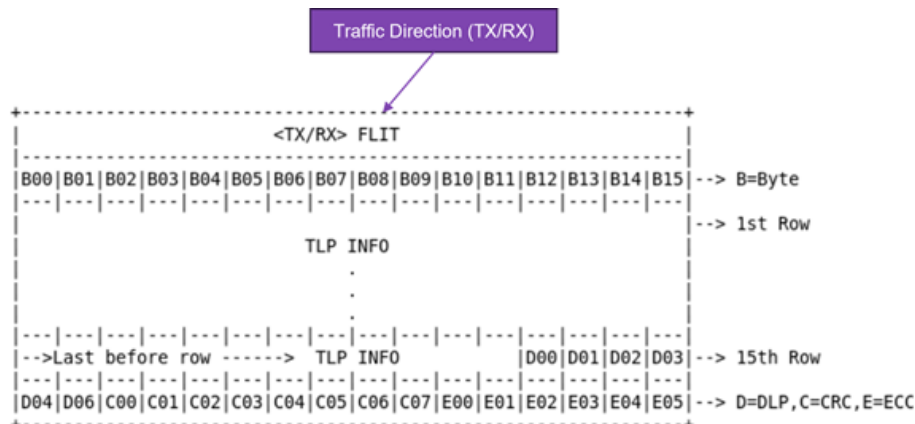 Traffic Direction (TX/RX)
<TX/RX> FLIT
|B00|B01|B02|B03|B04|B05|B06|B07|B08|B09|B10|B11|B12|B13|B14|B15|--> B=Byte
--> 1st Row
TLP INFO
.
.
.
|-->Last before row ------> TLP INFO |D00|D01|D02|D03|--> 15th Row
|D04|D06|C00|C01|C02|C03|C04|C05|C06|C07|E00|E01|E02|E03|E04|E05|--> D=DLP,C=CRC,E=ECC